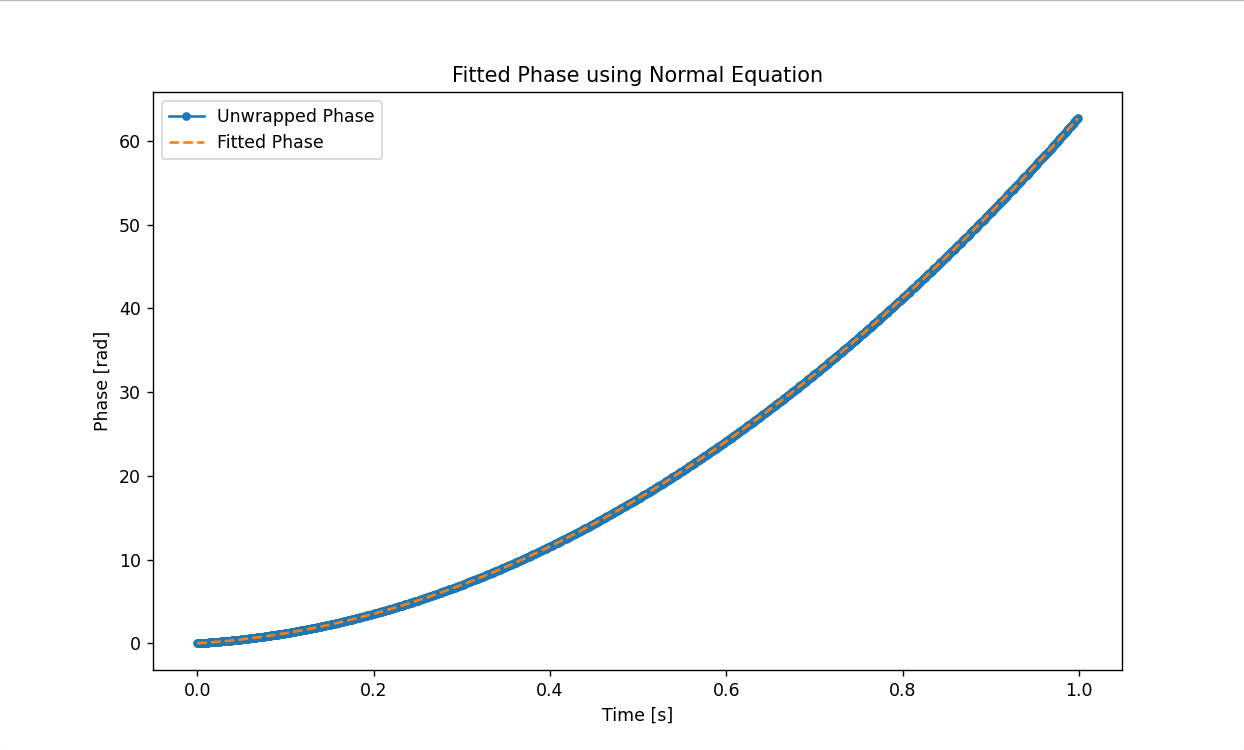 Fitted Phase using Normal Equation
Unwrapped Phase
Fitted Phase
Phase [rad]
60
50
40
30
20
10
0
0.0 0.2 0.4 0.6 0.8 1.0
Time [s]